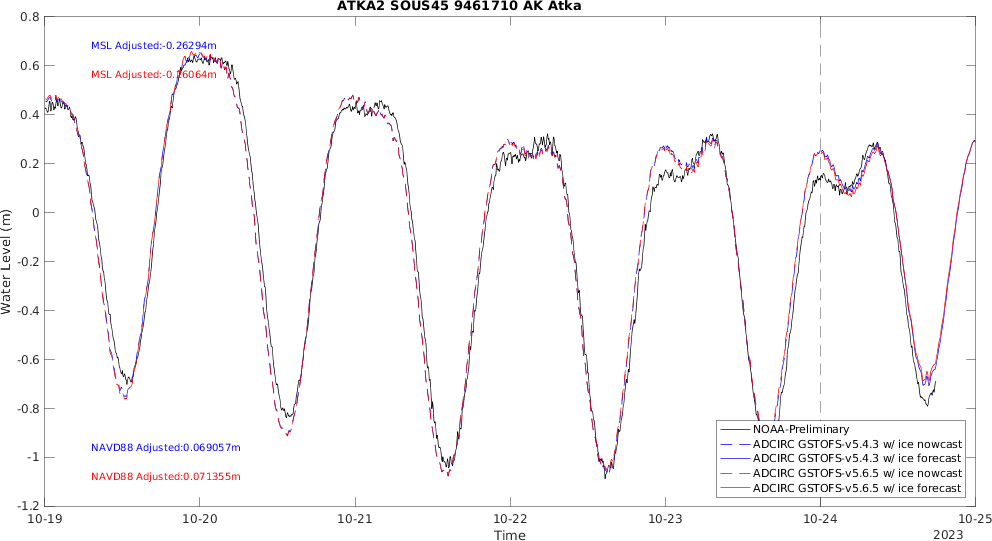 ATKA2 SOUS45 9461710 AK Atka
0.8
0.6
0.4
0.2
0
-0.2
-0.4
-0.6
-0.8
-1
-1.2
Water Level (m)
MSL Adjusted:-0.26294m
MSL Adjusted:-0.26064m
NAVD88 Adjusted:0.069057m
NAVD88 Adjusted:0.071355m
NOAA-Preliminary
ADCIRC GSTOFS-v5.4.3 w/ ice nowcast
ADCIRC GSTOFS-v5.4.3 w/ ice forecast
ADCIRC GSTOFS-v5.6.5 w/ ice nowcast
ADCIRC GSTOFS-v5.6.5 w/ ice forecast
10-19 10-20 10-21 10-22 10-23 10-24 10-25
Time
2023